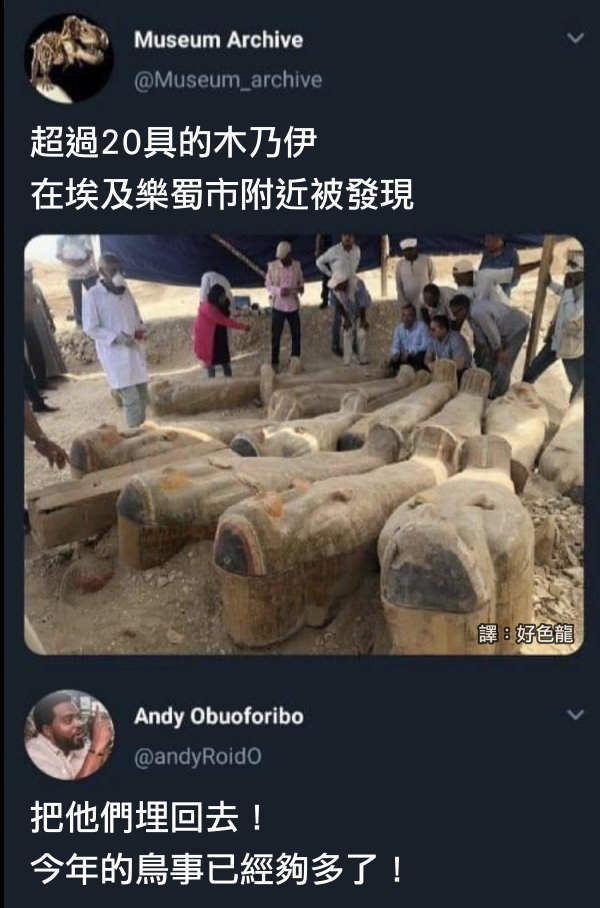 Museum Archive
@Museum_archive
超過20具的木乃伊
在埃及樂蜀市附近被發現
譯：好色龍
Andy Obuoforibo
@andyRoidO
把他們埋回去！
今年的鳥事已經夠多了！